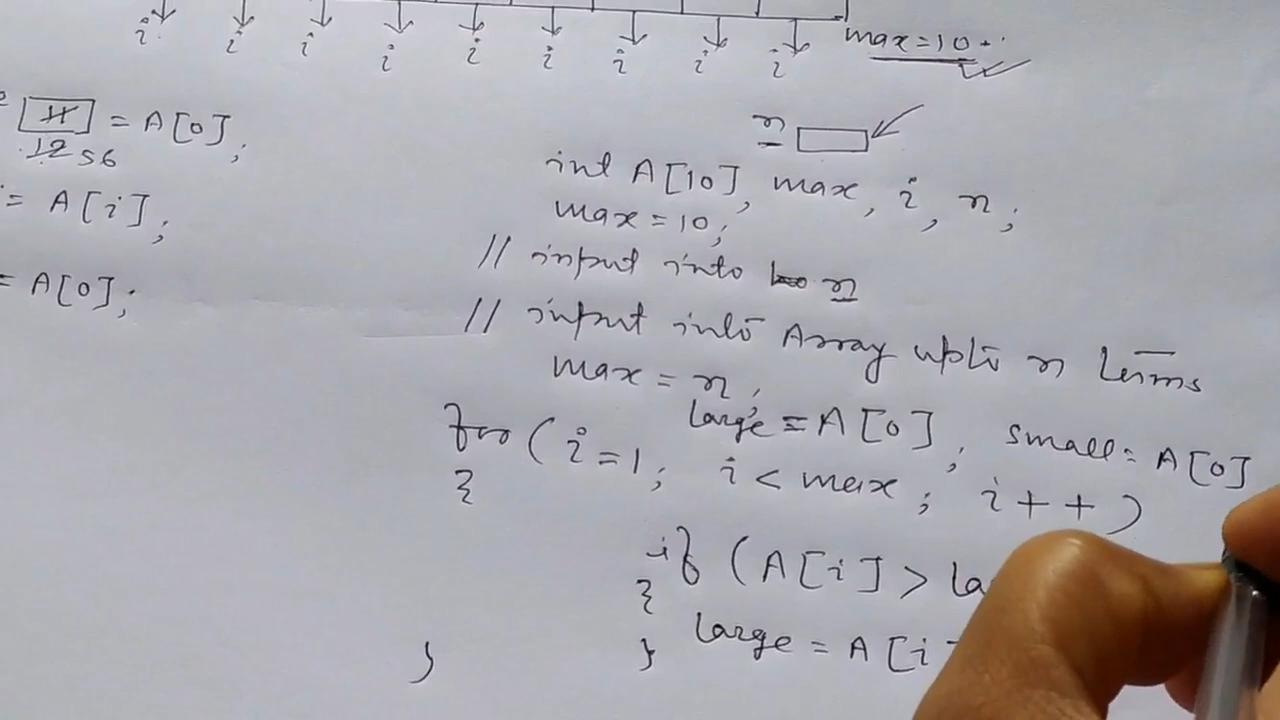 i i i i i i i i i
max=10
11 = A[0];
12 56
= A[i];
= A[0];
n
int A[10], max, i, n;
max=10;
// input into n
// input into Array upto n terms
max = n;
large = A[0]; small= A[0]
for (i=1; i< max; i++)
{
if (A[i] > la
{
large = A[i
}
}